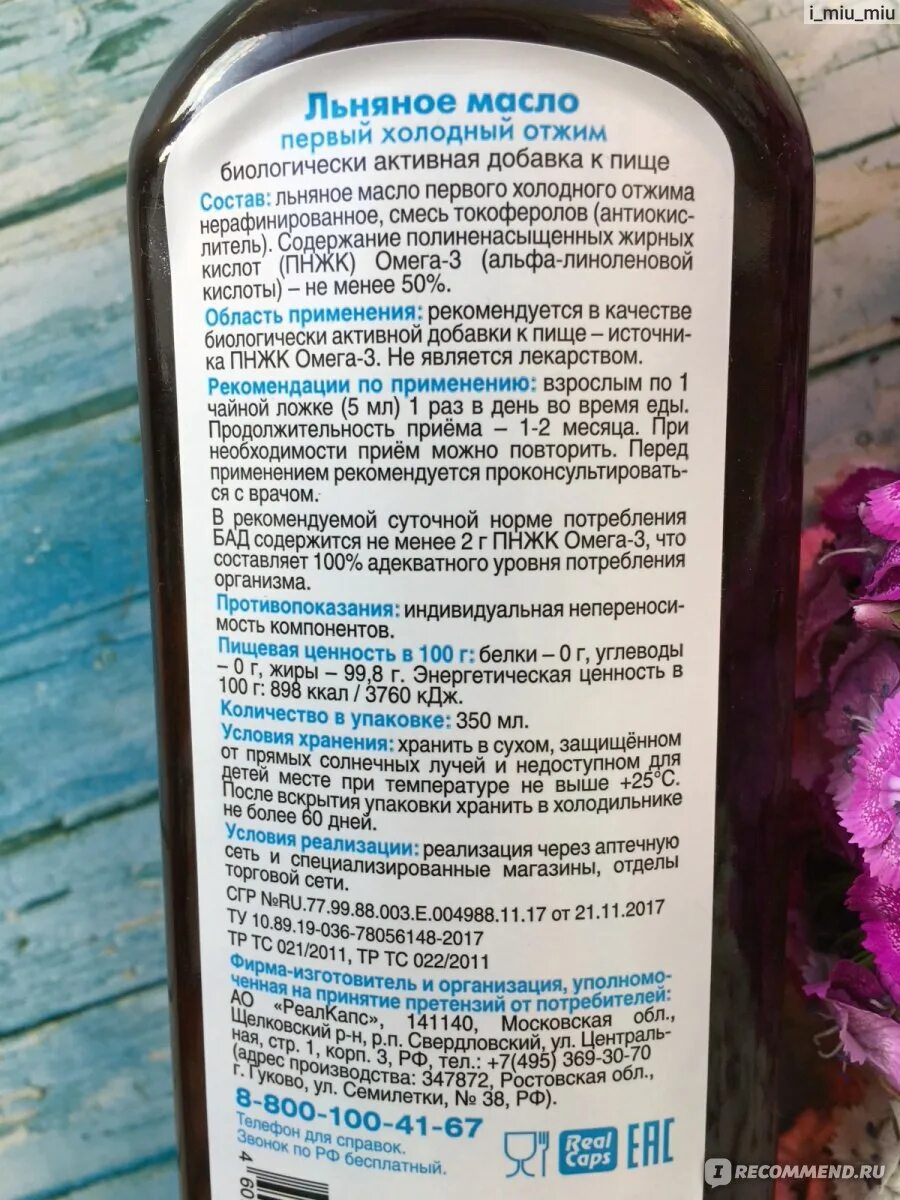 i_miu_miu
Льняное масло
первый холодный отжим
биологически активная добавка к пище
Состав: льняное масло первого холодного отжима
нерафинированное, смесь токоферолов (антиокис-
литель). Содержание полиненасыщенных жирных
кислот (ПНЖК) Омега-3 (альфа-линоленовой
кислоты) – не менее 50%.
Область применения: рекомендуется в качестве
биологически активной добавки к пище – источни-
ка ПНЖК Омега-3. Не является лекарством.
Рекомендации по применению: взрослым по 1
чайной ложке (5 мл) 1 раз в день во время еды.
Продолжительность приёма – 1-2 месяца. При
необходимости приём можно повторить. Перед
применением рекомендуется проконсультировать-
ся с врачом.
В рекомендуемой суточной норме потребления
БАД содержится не менее 2 г ПНЖК Омега-3, что
составляет 100% адекватного уровня потребления
организма.
Противопоказания: индивидуальная непереноси-
мость компонентов.
Пищевая ценность в 100 г: белки – 0 г, углеводы
– 0 г, жиры – 99,8 г. Энергетическая ценность в
100 г: 898 ккал / 3760 кДж.
Количество в упаковке: 350 мл.
Условия хранения: хранить в сухом, защищённом
от прямых солнечных лучей и недоступном для
детей месте при температуре не выше +25°С.
После вскрытия упаковки хранить в холодильнике
не более 60 дней.
Условия реализации: реализация через аптечную
сеть и специализированные магазины, отделы
торговой сети.
СГР №RU.77.99.88.003.Е.004988.11.17 от 21.11.2017
ТУ 10.89.19-036-78056148-2017
ТР ТС 021/2011, ТР ТС 022/2011
Фирма-изготовитель и организация, уполномо-
ченная на принятие претензий от потребителей:
АО «РеалКапс», 141140, Московская обл.,
Щелковский р-н, р.п. Свердловский, ул. Централь-
ная, стр. 1, корп. 3, РФ, тел.: +7(495) 369-30-70
(адрес производства: 347872, Ростовская обл.,
г. Гуково, ул. Семилетки, № 38, РФ).
8-800-100-41-67
Телефон для справок.
Звонок по РФ бесплатный.
Real
Caps
ЕАС
4 60
IRECOMMEND.RU